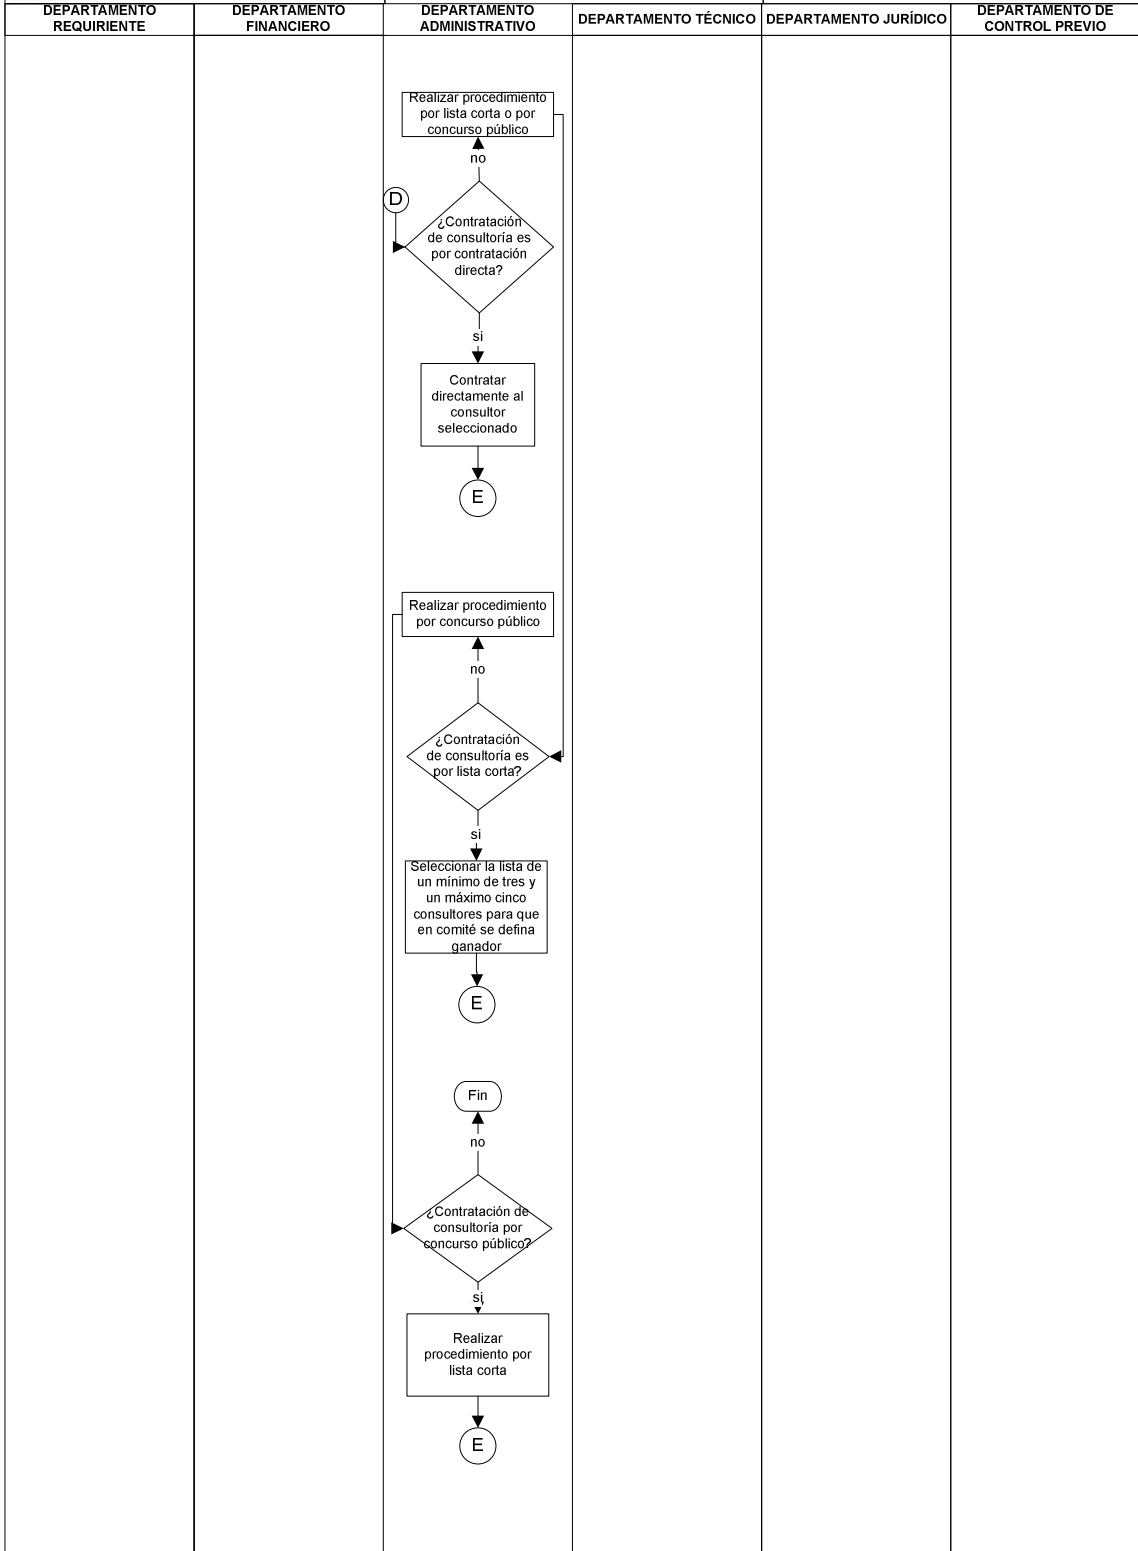 DEPARTAMENTO
REQUIRIENTE
DEPARTAMENTO
FINANCIERO
DEPARTAMENTO
ADMINISTRATIVO
DEPARTAMENTO TÉCNICO
DEPARTAMENTO JURÍDICO
DEPARTAMENTO DE
CONTROL PREVIO
Realizar procedimiento
por lista corta o por
concurso público
no
D
¿Contratación
de consultoría es
por contratación
directa?
si
Contratar
directamente al
consultor
seleccionado
E
Realizar procedimiento
por concurso público
no
¿Contratación
de consultoría es
por lista corta?
si
Seleccionar la lista de
un mínimo de tres y
un máximo cinco
consultores para que
en comité se defina
ganador
E
Fin
no
¿Contratación de
consultoría por
concurso público?
si
Realizar
procedimiento por
lista corta
E